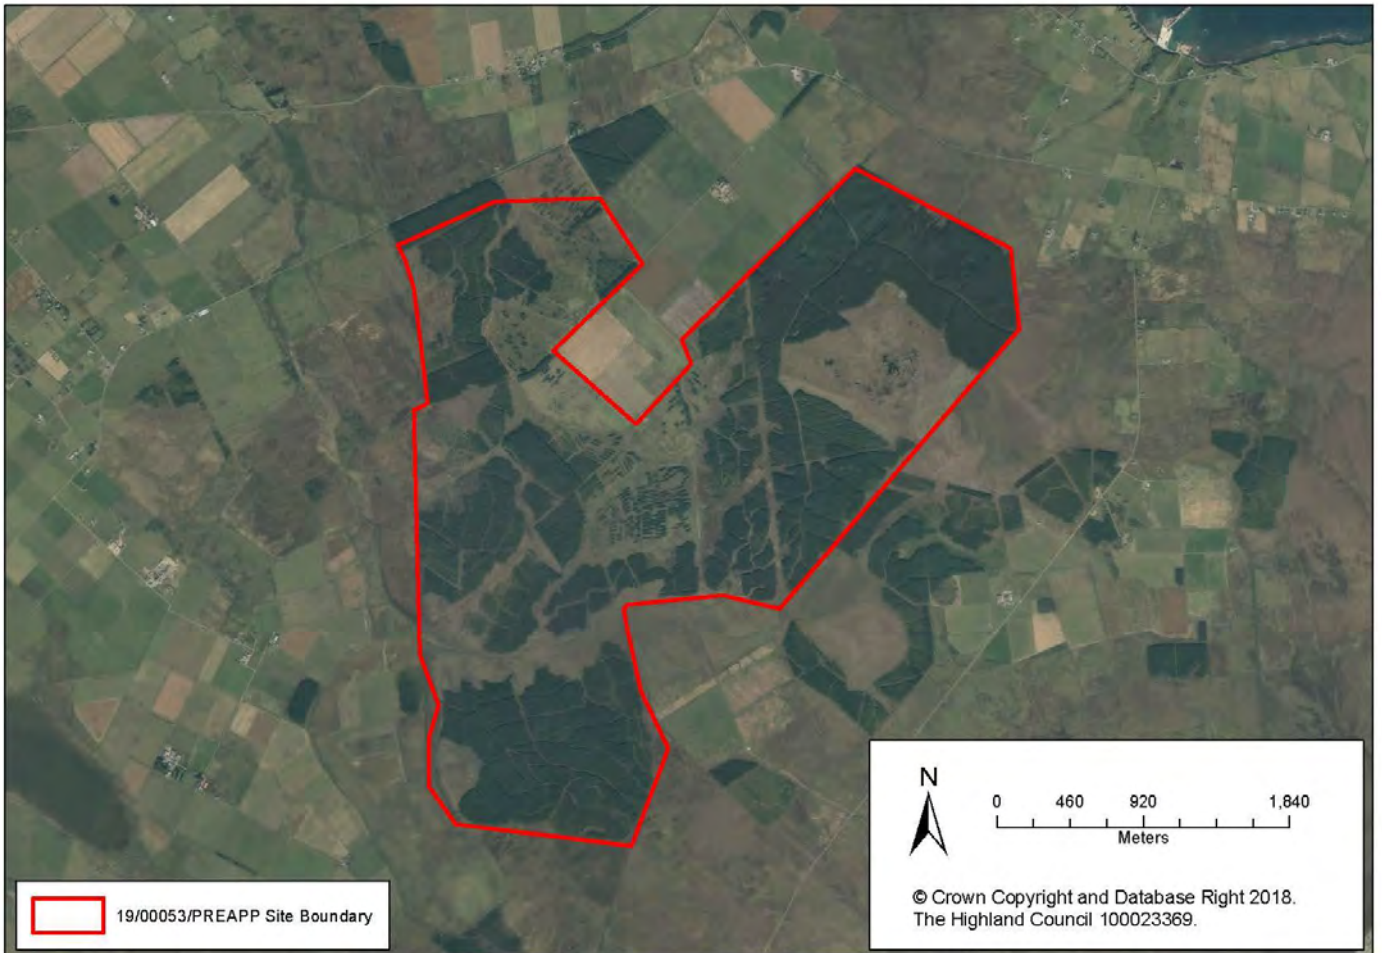 N
0 460 920 1,840
Meters
© Crown Copyright and Database Right 2018.
The Highland Council 100023369.
19/00053/PREAPP Site Boundary